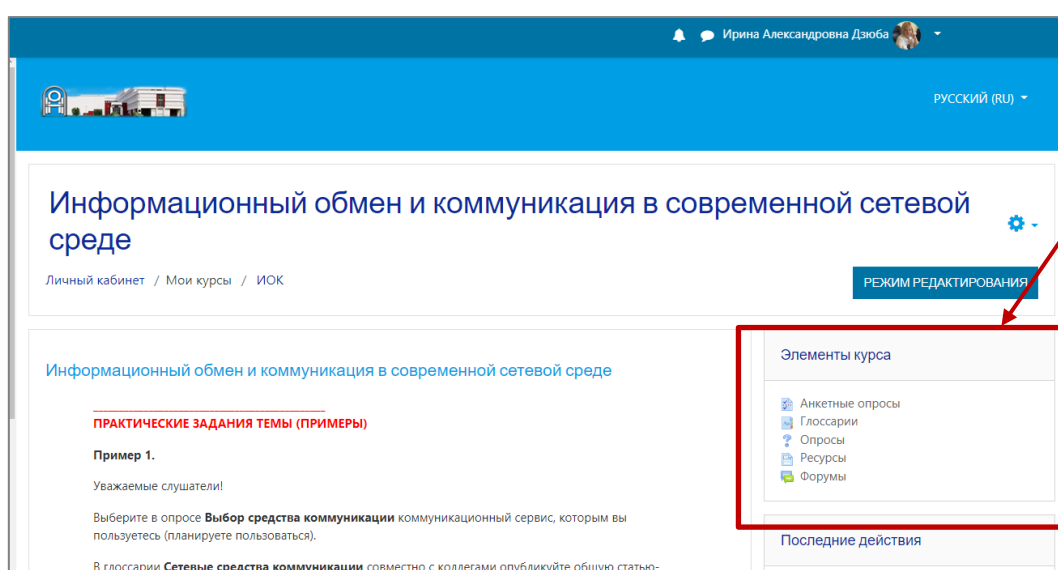 Ирина Александровна Дзюба
РУССКИЙ (RU)
Информационный обмен и коммуникация в современной сетевой
среде
Личный кабинет / Мои курсы / ИОК
РЕЖИМ РЕДАКТИРОВАНИЯ
Информационный обмен и коммуникация в современной сетевой среде
ПРАКТИЧЕСКИЕ ЗАДАНИЯ ТЕМЫ (ПРИМЕРЫ)
Пример 1.
Уважаемые слушатели!
Выберите в опросе Выбор средства коммуникации коммуникационный сервис, которым вы
пользуетесь (планируете пользоваться).
В глоссарии Сетевые средства коммуникации совместно с коллегами опубликуйте общую статью-
Элементы курса
Анкетные опросы
Глоссарии
Опросы
Ресурсы
Форумы
Последние действия